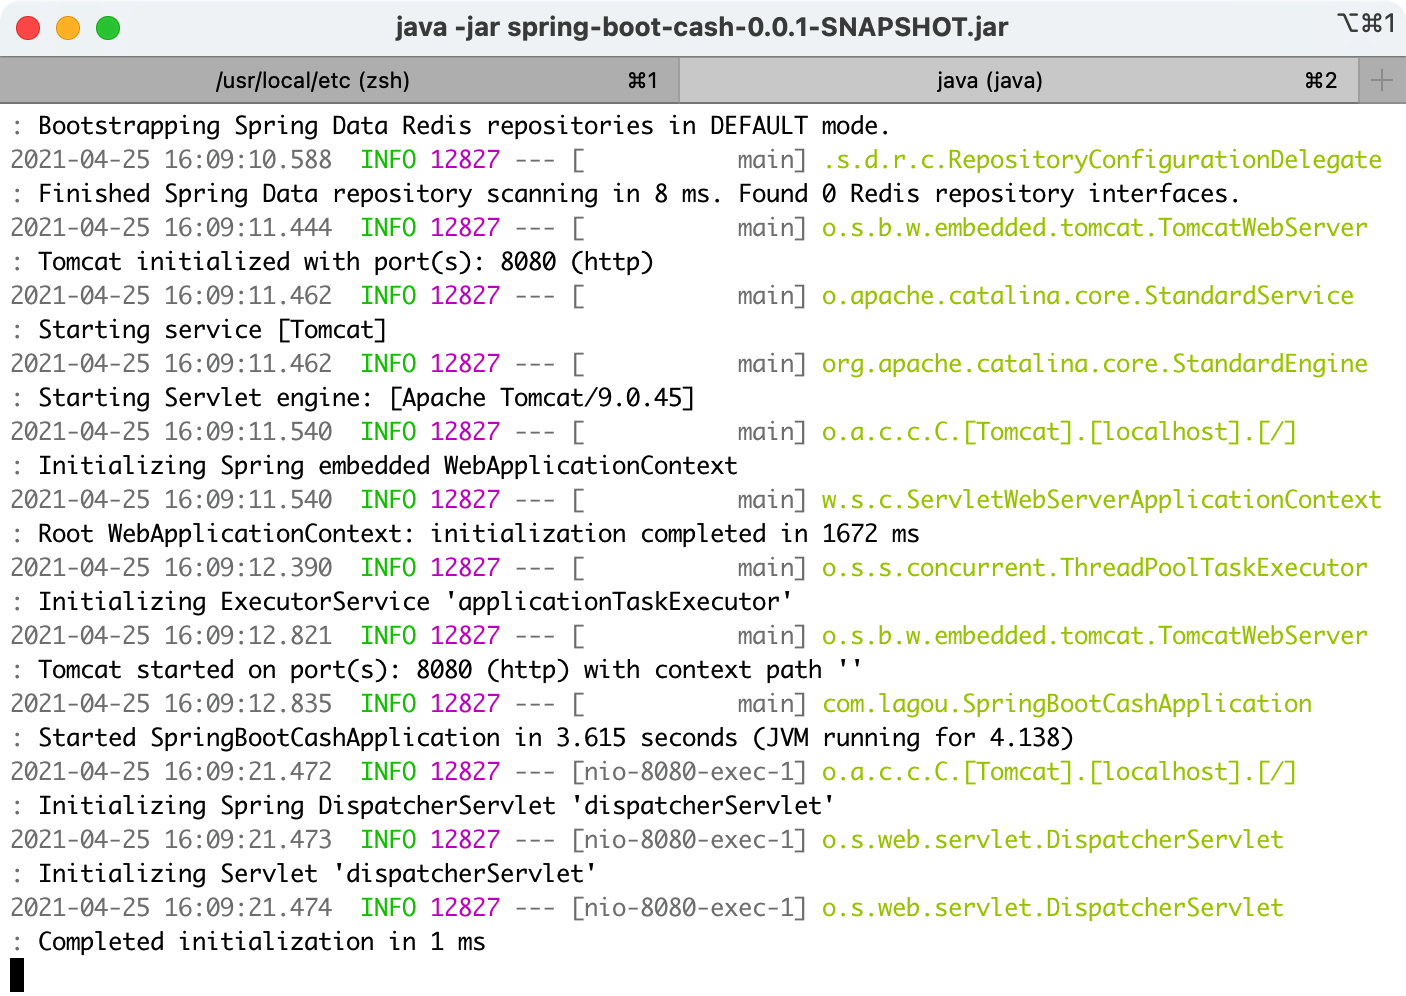 java -jar spring-boot-cash-0.0.1-SNAPSHOT.jar ⌥⌘1
/usr/local/etc (zsh) ⌘1 java (java) ⌘2 +
: Bootstrapping Spring Data Redis repositories in DEFAULT mode.
2021-04-25 16:09:10.588  INFO 12827 --- [           main] .s.d.r.c.RepositoryConfigurationDelegate
: Finished Spring Data repository scanning in 8 ms. Found 0 Redis repository interfaces.
2021-04-25 16:09:11.444  INFO 12827 --- [           main] o.s.b.w.embedded.tomcat.TomcatWebServer
: Tomcat initialized with port(s): 8080 (http)
2021-04-25 16:09:11.462  INFO 12827 --- [           main] o.apache.catalina.core.StandardService
: Starting service [Tomcat]
2021-04-25 16:09:11.462  INFO 12827 --- [           main] org.apache.catalina.core.StandardEngine
: Starting Servlet engine: [Apache Tomcat/9.0.45]
2021-04-25 16:09:11.540  INFO 12827 --- [           main] o.a.c.c.C.[Tomcat].[localhost].[/]
: Initializing Spring embedded WebApplicationContext
2021-04-25 16:09:11.540  INFO 12827 --- [           main] w.s.c.ServletWebServerApplicationContext
: Root WebApplicationContext: initialization completed in 1672 ms
2021-04-25 16:09:12.390  INFO 12827 --- [           main] o.s.s.concurrent.ThreadPoolTaskExecutor
: Initializing ExecutorService 'applicationTaskExecutor'
2021-04-25 16:09:12.821  INFO 12827 --- [           main] o.s.b.w.embedded.tomcat.TomcatWebServer
: Tomcat started on port(s): 8080 (http) with context path ''
2021-04-25 16:09:12.835  INFO 12827 --- [           main] com.lagou.SpringBootCashApplication
: Started SpringBootCashApplication in 3.615 seconds (JVM running for 4.138)
2021-04-25 16:09:21.472  INFO 12827 --- [nio-8080-exec-1] o.a.c.c.C.[Tomcat].[localhost].[/]
: Initializing Spring DispatcherServlet 'dispatcherServlet'
2021-04-25 16:09:21.473  INFO 12827 --- [nio-8080-exec-1] o.s.web.servlet.DispatcherServlet
: Initializing Servlet 'dispatcherServlet'
2021-04-25 16:09:21.474  INFO 12827 --- [nio-8080-exec-1] o.s.web.servlet.DispatcherServlet
: Completed initialization in 1 ms